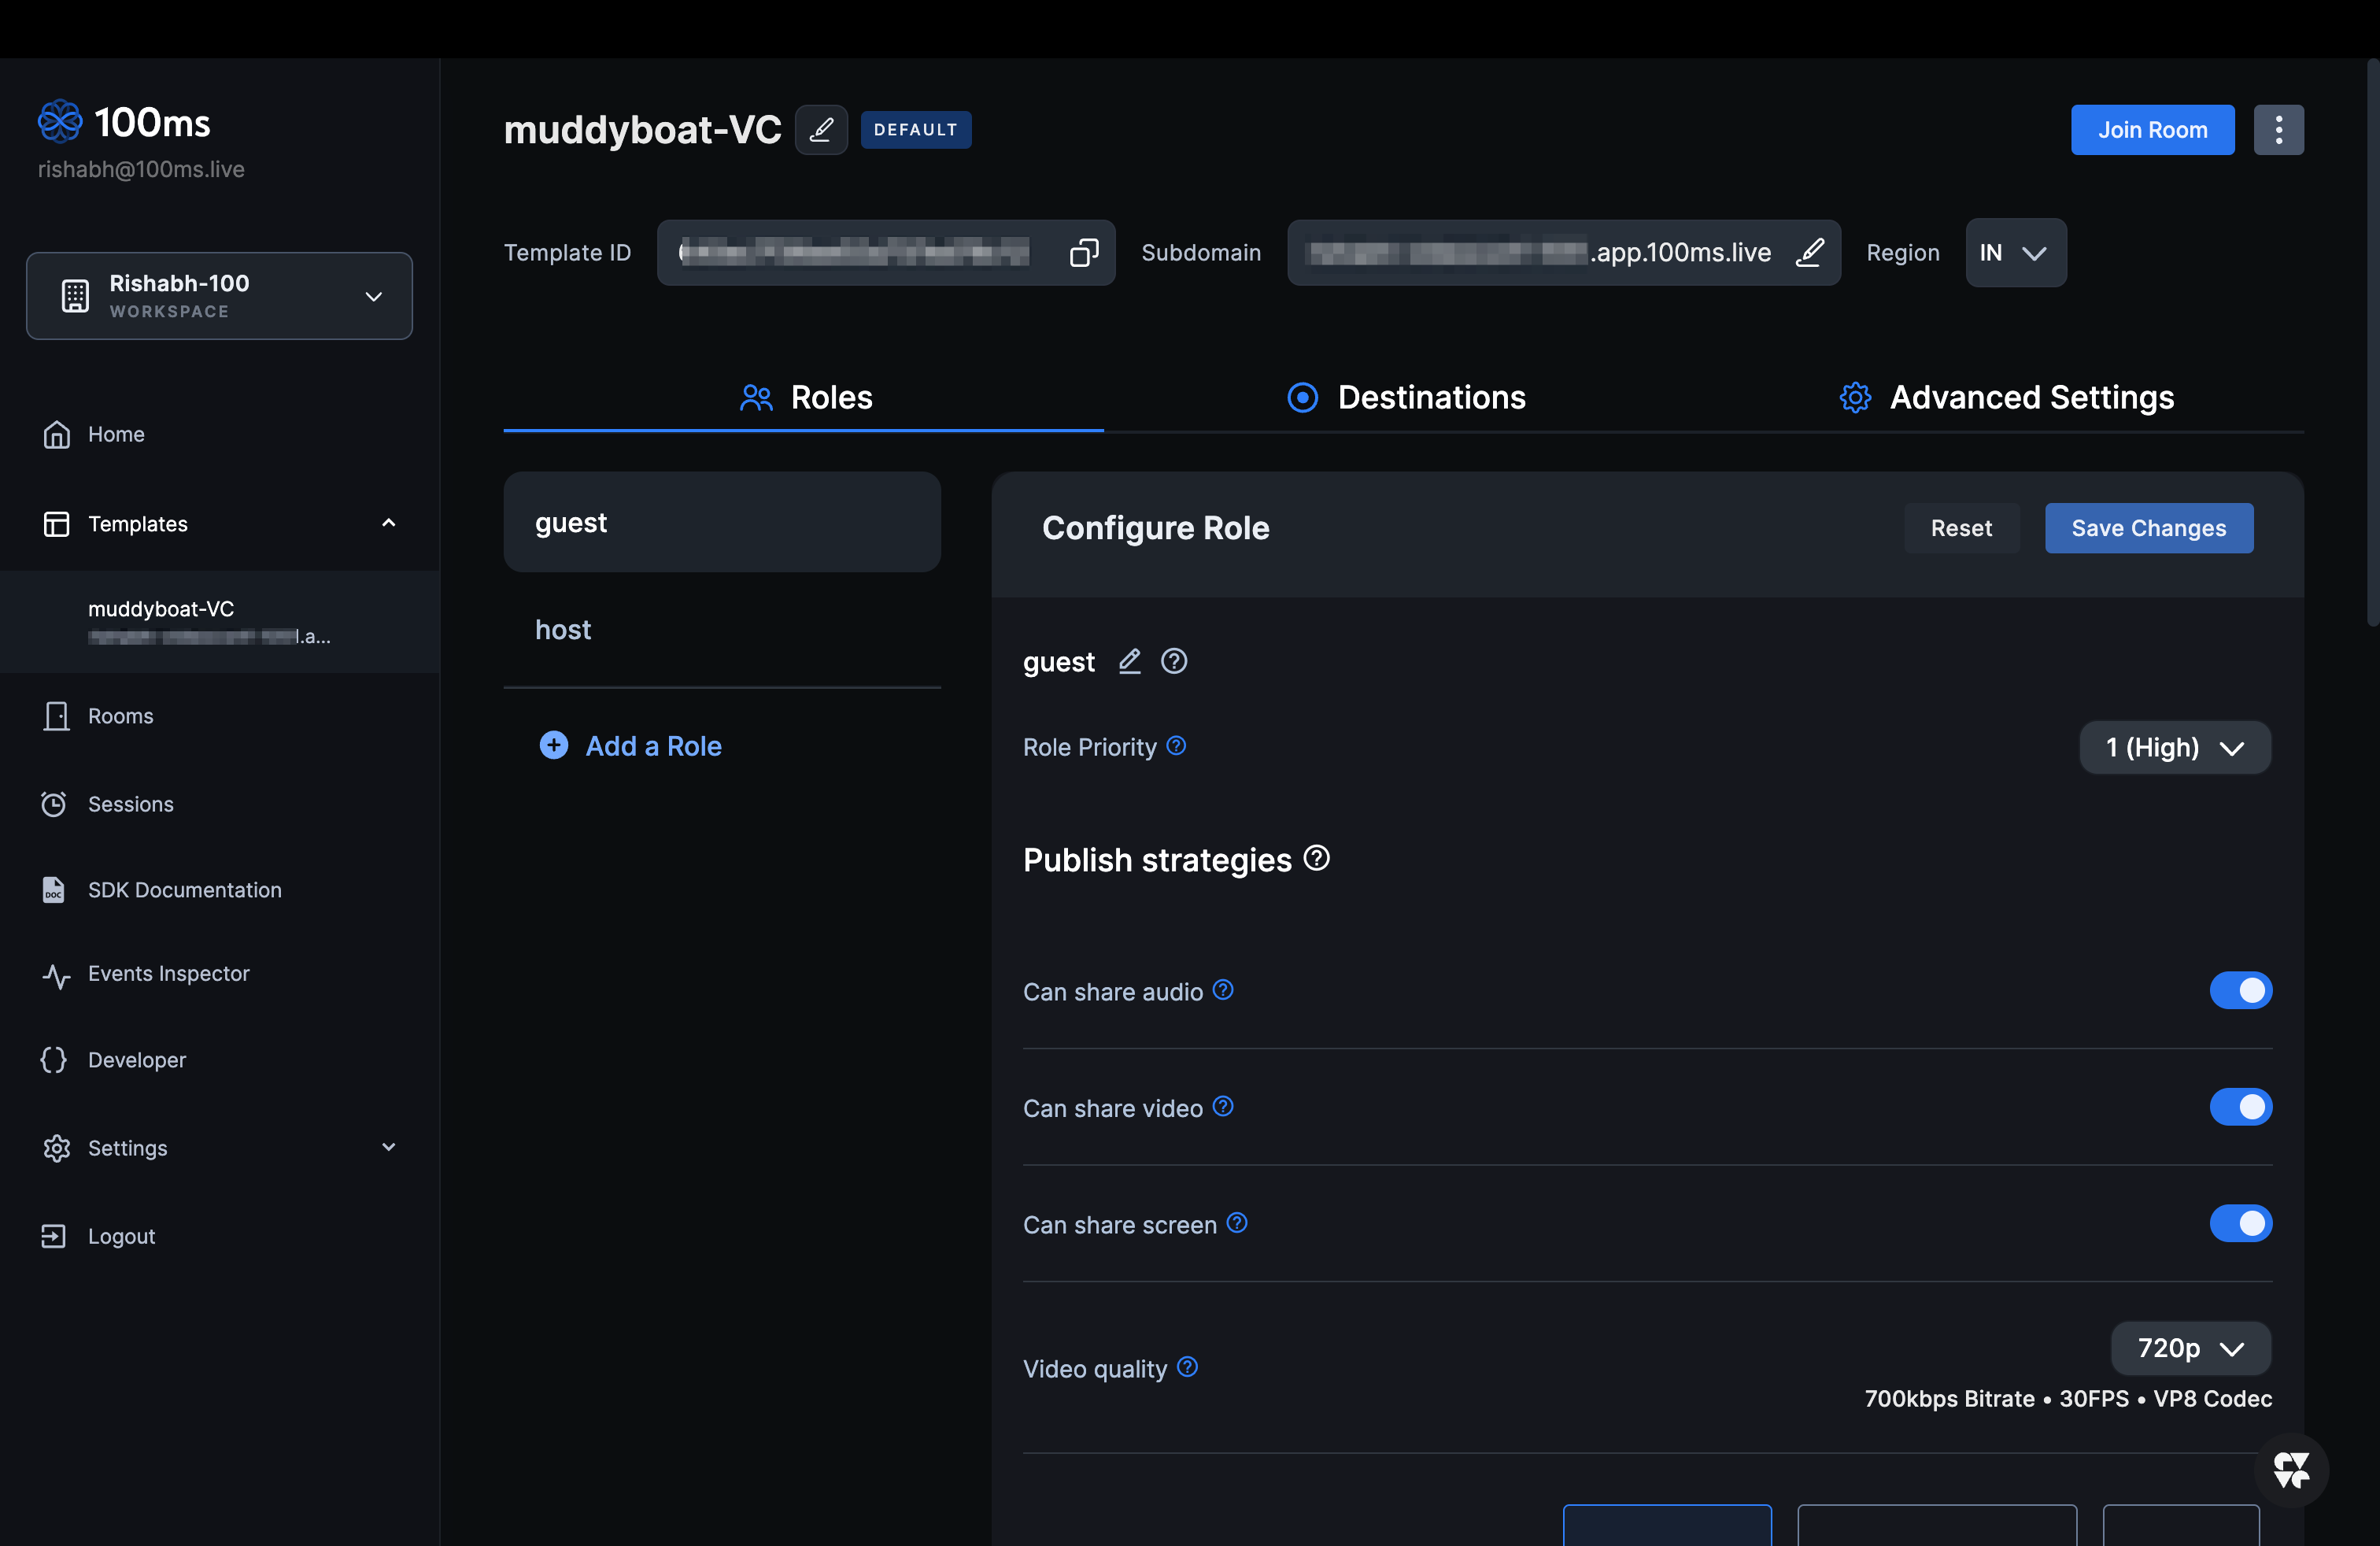 100ms
rishabh@100ms.live
Rishabh-100
WORKSPACE
Home
Templates
muddyboat-VC
.a...
Rooms
Sessions
DOC
SDK Documentation
Events Inspector
Developer
Settings
Logout
muddyboat-VC DEFAULT
Join Room
Template ID
Subdomain .app.100ms.live
Region IN
Roles
Destinations
Advanced Settings
guest
host
Add a Role
Configure Role
Reset
Save Changes
guest
Role Priority
1 (High)
Publish strategies
Can share audio
Can share video
Can share screen
Video quality
720p
700kbps Bitrate • 30FPS • VP8 Codec